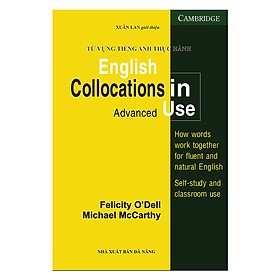 XUÂN LAN giới thiệu
CAMBRIDGE
TỪ VỰNG TIẾNG ANH THỰC HÀNH
English
Collocations in
Advanced Use
How words
work together
for fluent and
natural English
Self-study and
classroom use
Felicity O'Dell
Michael McCarthy
NHÀ XUẤT BẢN ĐÀ NẴNG